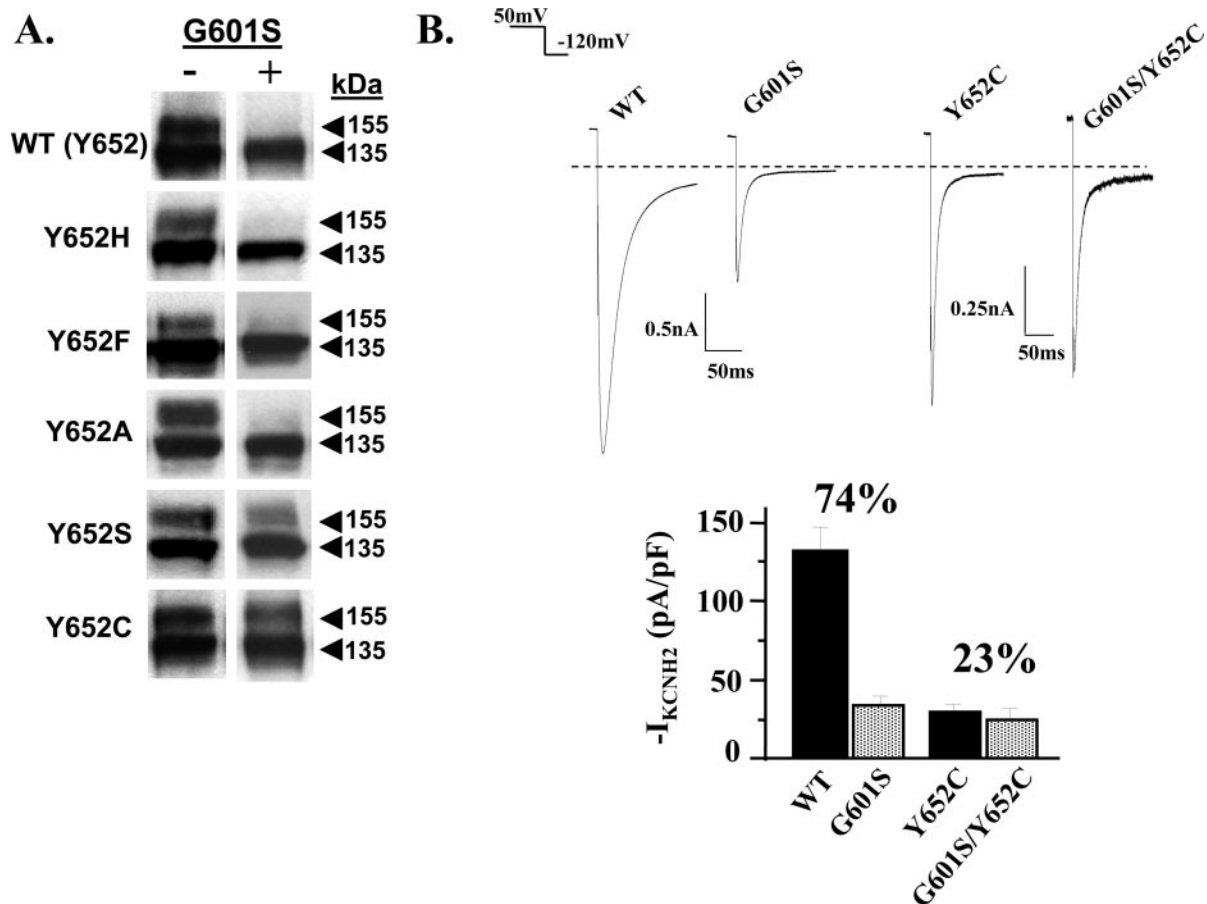 A.
G601S
- +
kDa
WT (Y652)
155
135
Y652H
155
135
Y652F
155
135
Y652A
155
135
Y652S
155
135
Y652C
155
135
B.
50mV
-120mV
WT
G601S
Y652C
G601S/Y652C
0.5nA
50ms
0.25nA
50ms
74%
23%
-I_KCNH2 (pA/pF)
150
100
50
0
WT
G601S
Y652C
G601S/Y652C